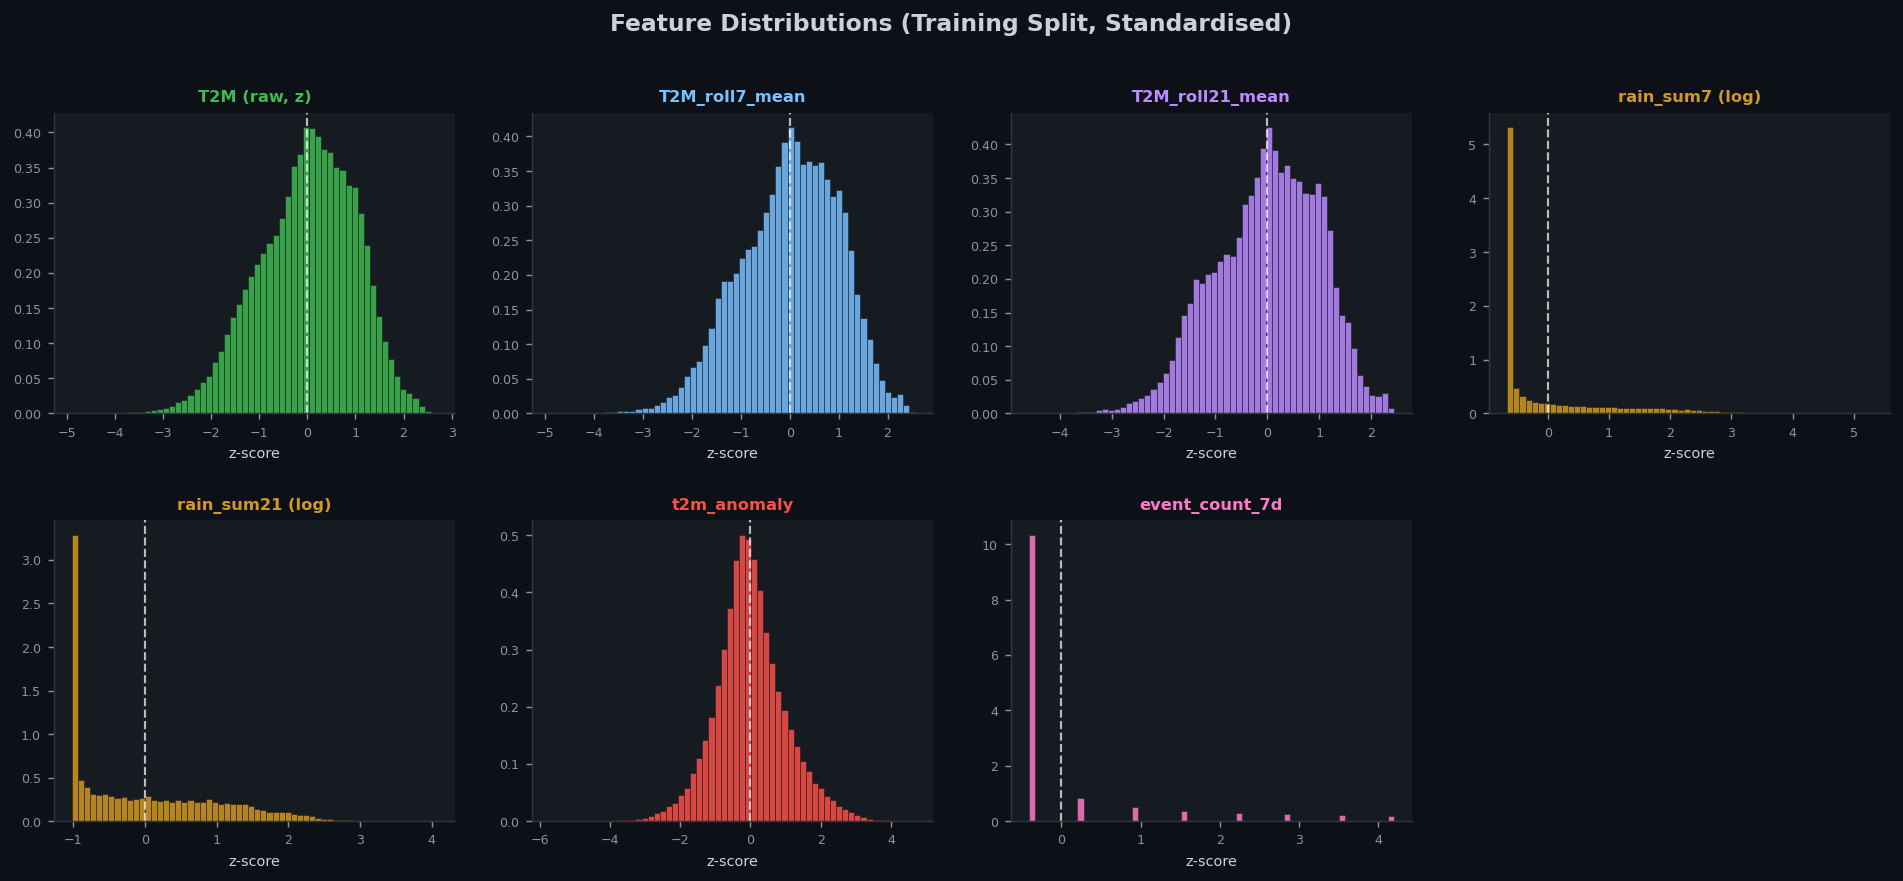 Feature Distributions (Training Split, Standardised)
T2M (raw, z)
0.40
0.35
0.30
0.25
0.20
0.15
0.10
0.05
0.00
−5 −4 −3 −2 −1 0 1 2 3
z-score
T2M_roll7_mean
0.40
0.35
0.30
0.25
0.20
0.15
0.10
0.05
0.00
−5 −4 −3 −2 −1 0 1 2
z-score
T2M_roll21_mean
0.40
0.35
0.30
0.25
0.20
0.15
0.10
0.05
0.00
−4 −3 −2 −1 0 1 2
z-score
rain_sum7 (log)
5
4
3
2
1
0
0 1 2 3 4 5
z-score
rain_sum21 (log)
3.0
2.5
2.0
1.5
1.0
0.5
0.0
−1 0 1 2 3 4
z-score
t2m_anomaly
0.5
0.4
0.3
0.2
0.1
0.0
−6 −4 −2 0 2 4
z-score
event_count_7d
10
8
6
4
2
0
0 1 2 3 4
z-score